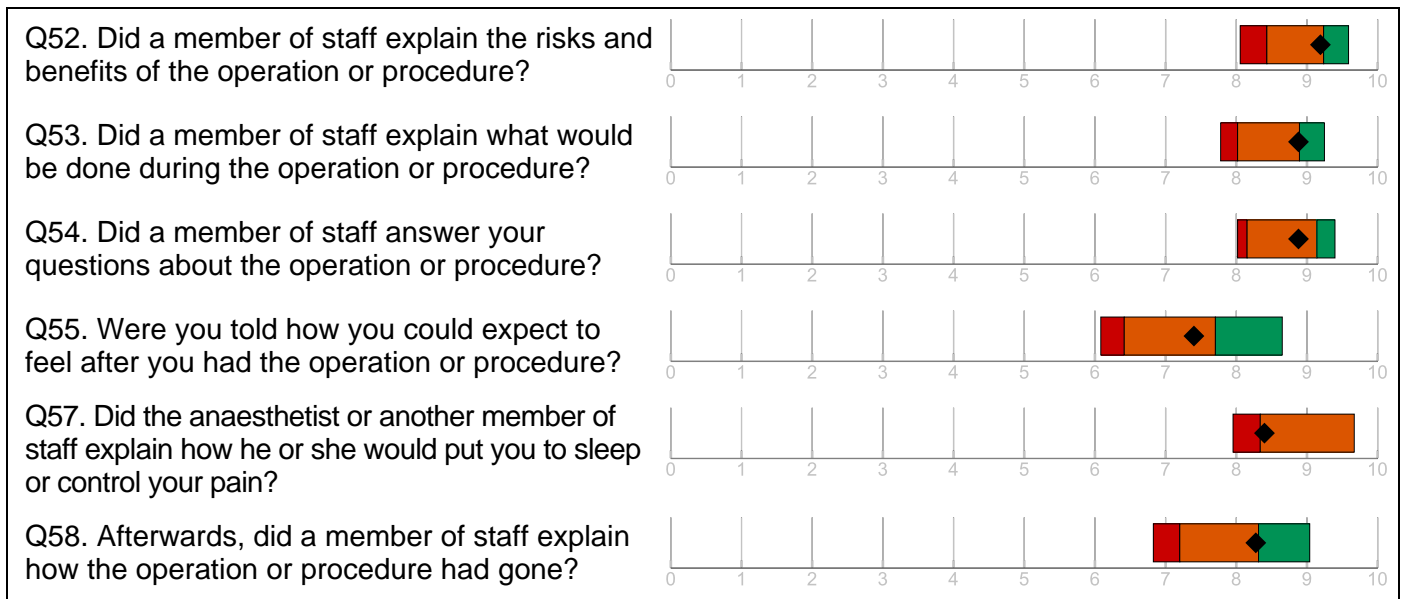 Q52. Did a member of staff explain the risks and
benefits of the operation or procedure?
0 1 2 3 4 5 6 7 8 9 10
Q53. Did a member of staff explain what would
be done during the operation or procedure?
0 1 2 3 4 5 6 7 8 9 10
Q54. Did a member of staff answer your
questions about the operation or procedure?
0 1 2 3 4 5 6 7 8 9 10
Q55. Were you told how you could expect to
feel after you had the operation or procedure?
0 1 2 3 4 5 6 7 8 9 10
Q57. Did the anaesthetist or another member of
staff explain how he or she would put you to sleep
or control your pain?
0 1 2 3 4 5 6 7 8 9 10
Q58. Afterwards, did a member of staff explain
how the operation or procedure had gone?
0 1 2 3 4 5 6 7 8 9 10